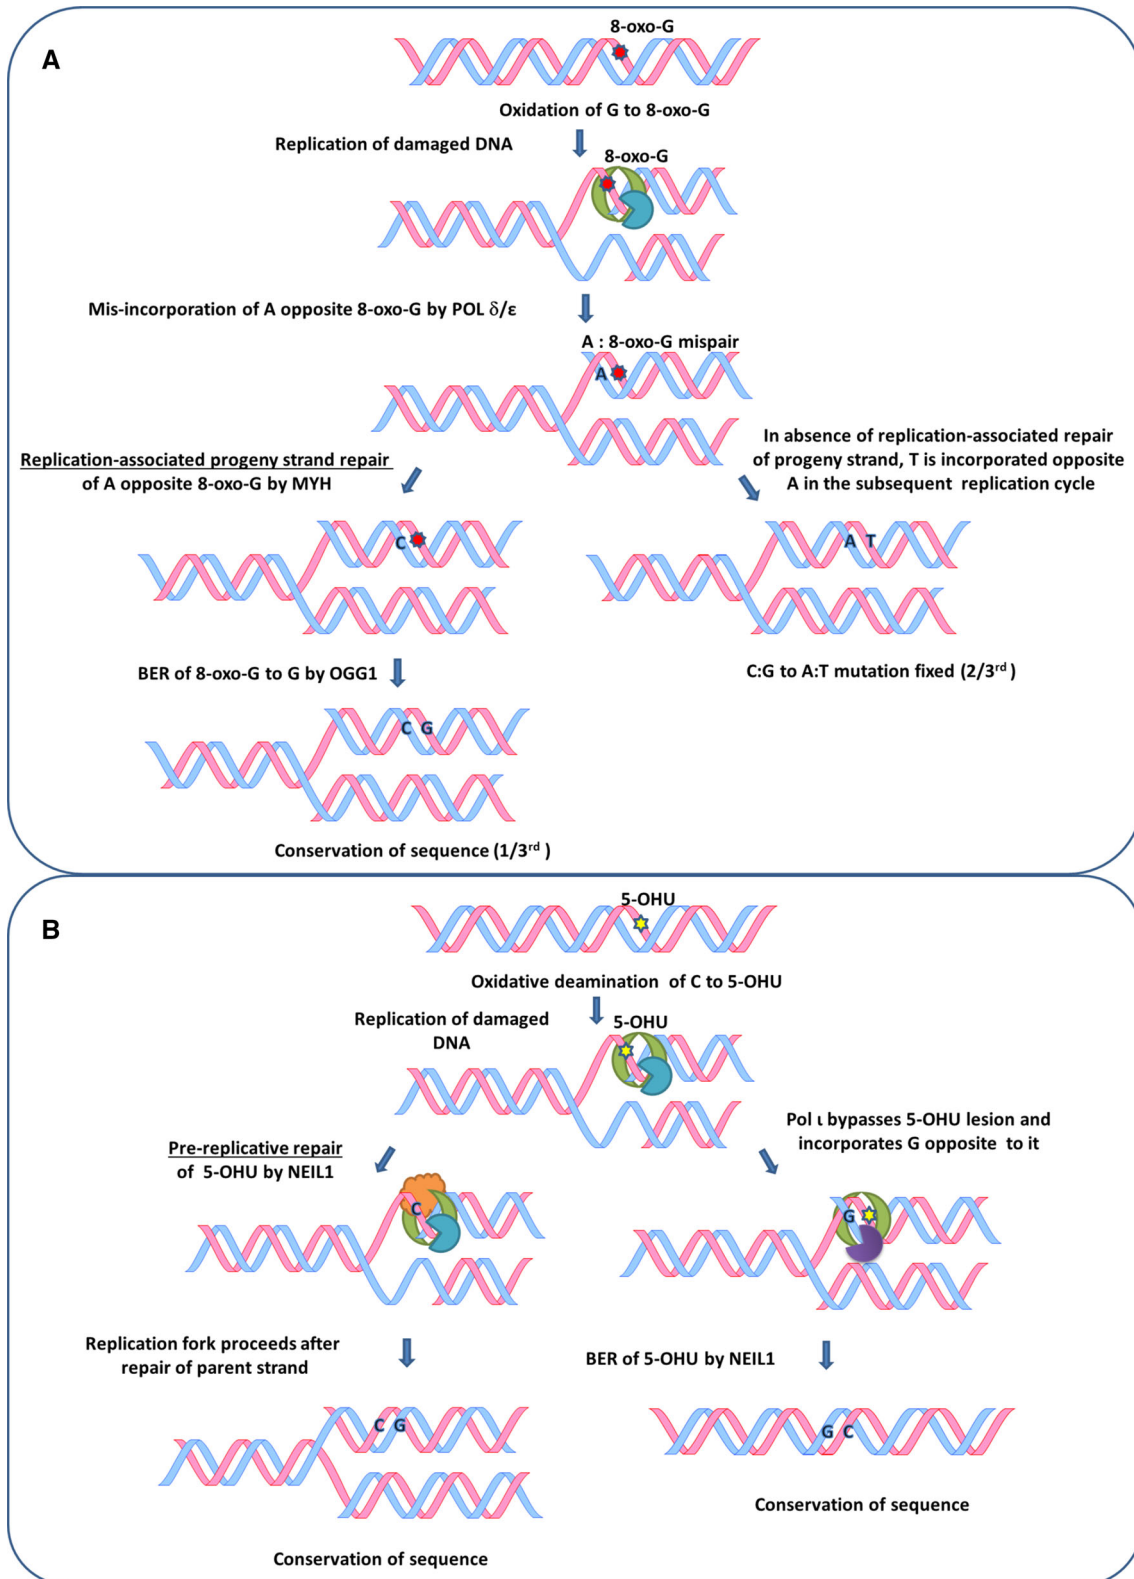 A
8-oxo-G
Oxidation of G to 8-oxo-G
Replication of damaged DNA
8-oxo-G
Mis-incorporation of A opposite 8-oxo-G by POL δ/ε
A : 8-oxo-G mispair
A
Replication-associated progeny strand repair
of A opposite 8-oxo-G by MYH
In absence of replication-associated repair
of progeny strand, T is incorporated opposite
A in the subsequent replication cycle
C
A T
BER of 8-oxo-G to G by OGG1
C:G to A:T mutation fixed (2/3rd )
C G
Conservation of sequence (1/3rd )
B
5-OHU
Oxidative deamination of C to 5-OHU
Replication of damaged
DNA
5-OHU
Pre-replicative repair
of 5-OHU by NEIL1
Pol ι bypasses 5-OHU lesion and
incorporates G opposite to it
C
G
Replication fork proceeds after
repair of parent strand
BER of 5-OHU by NEIL1
C G
G C
Conservation of sequence
Conservation of sequence